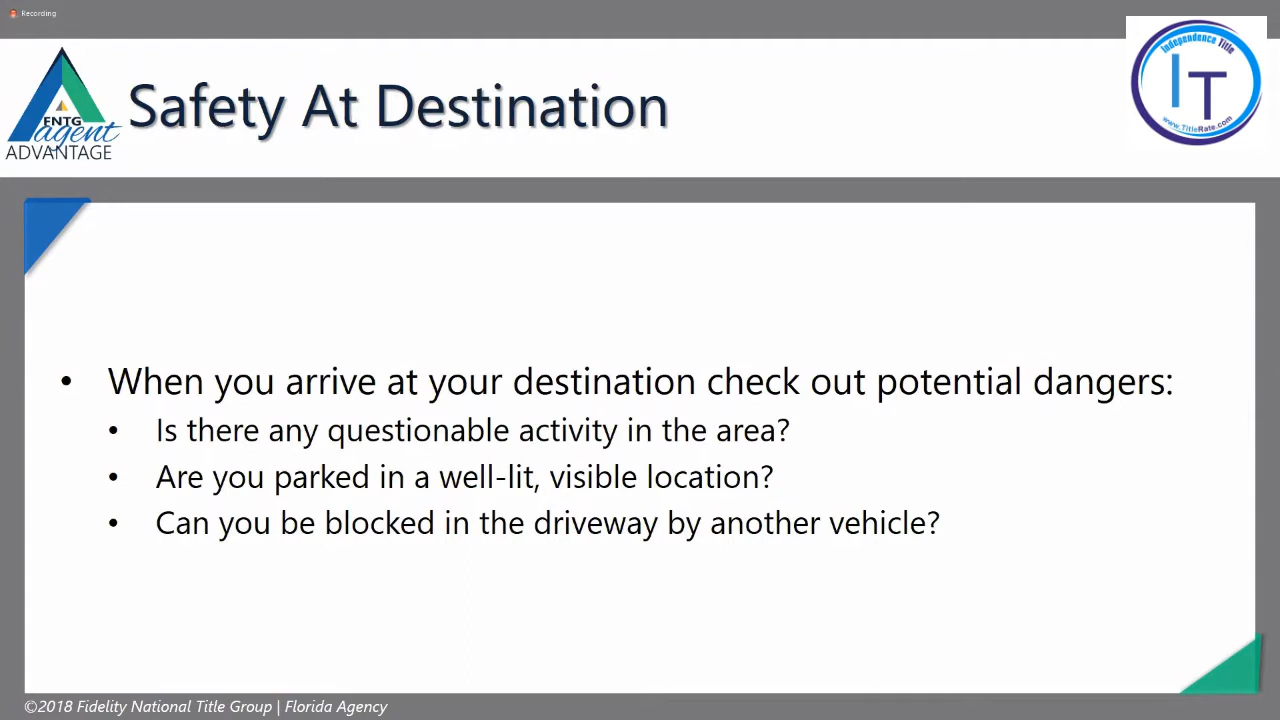 Recording
Independence Title
IT
www.TitleRate.com
FNTG
agent
ADVANTAGE
Safety At Destination
• When you arrive at your destination check out potential dangers:
• Is there any questionable activity in the area?
• Are you parked in a well-lit, visible location?
• Can you be blocked in the driveway by another vehicle?
©2018 Fidelity National Title Group | Florida Agency